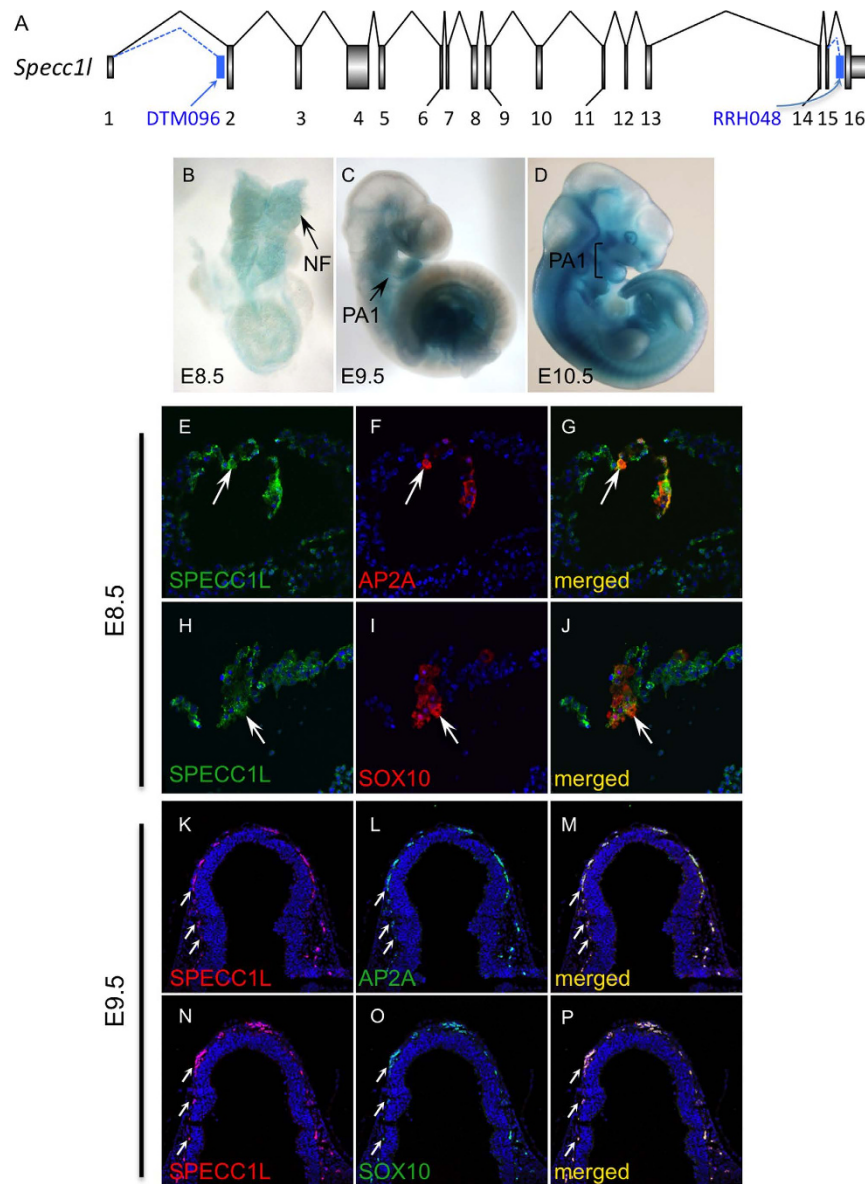 A
Specc1l
1 DTM096 2 3 4 5 6 7 8 9 10 11 12 13 RRH048 14 15 16
B
NF
E8.5
C
PA1
E9.5
D
PA1
E10.5
E8.5
E
SPECC1L
F
AP2A
G
merged
H
SPECC1L
I
SOX10
J
merged
E9.5
K
SPECC1L
L
AP2A
M
merged
N
SPECC1L
O
SOX10
P
merged